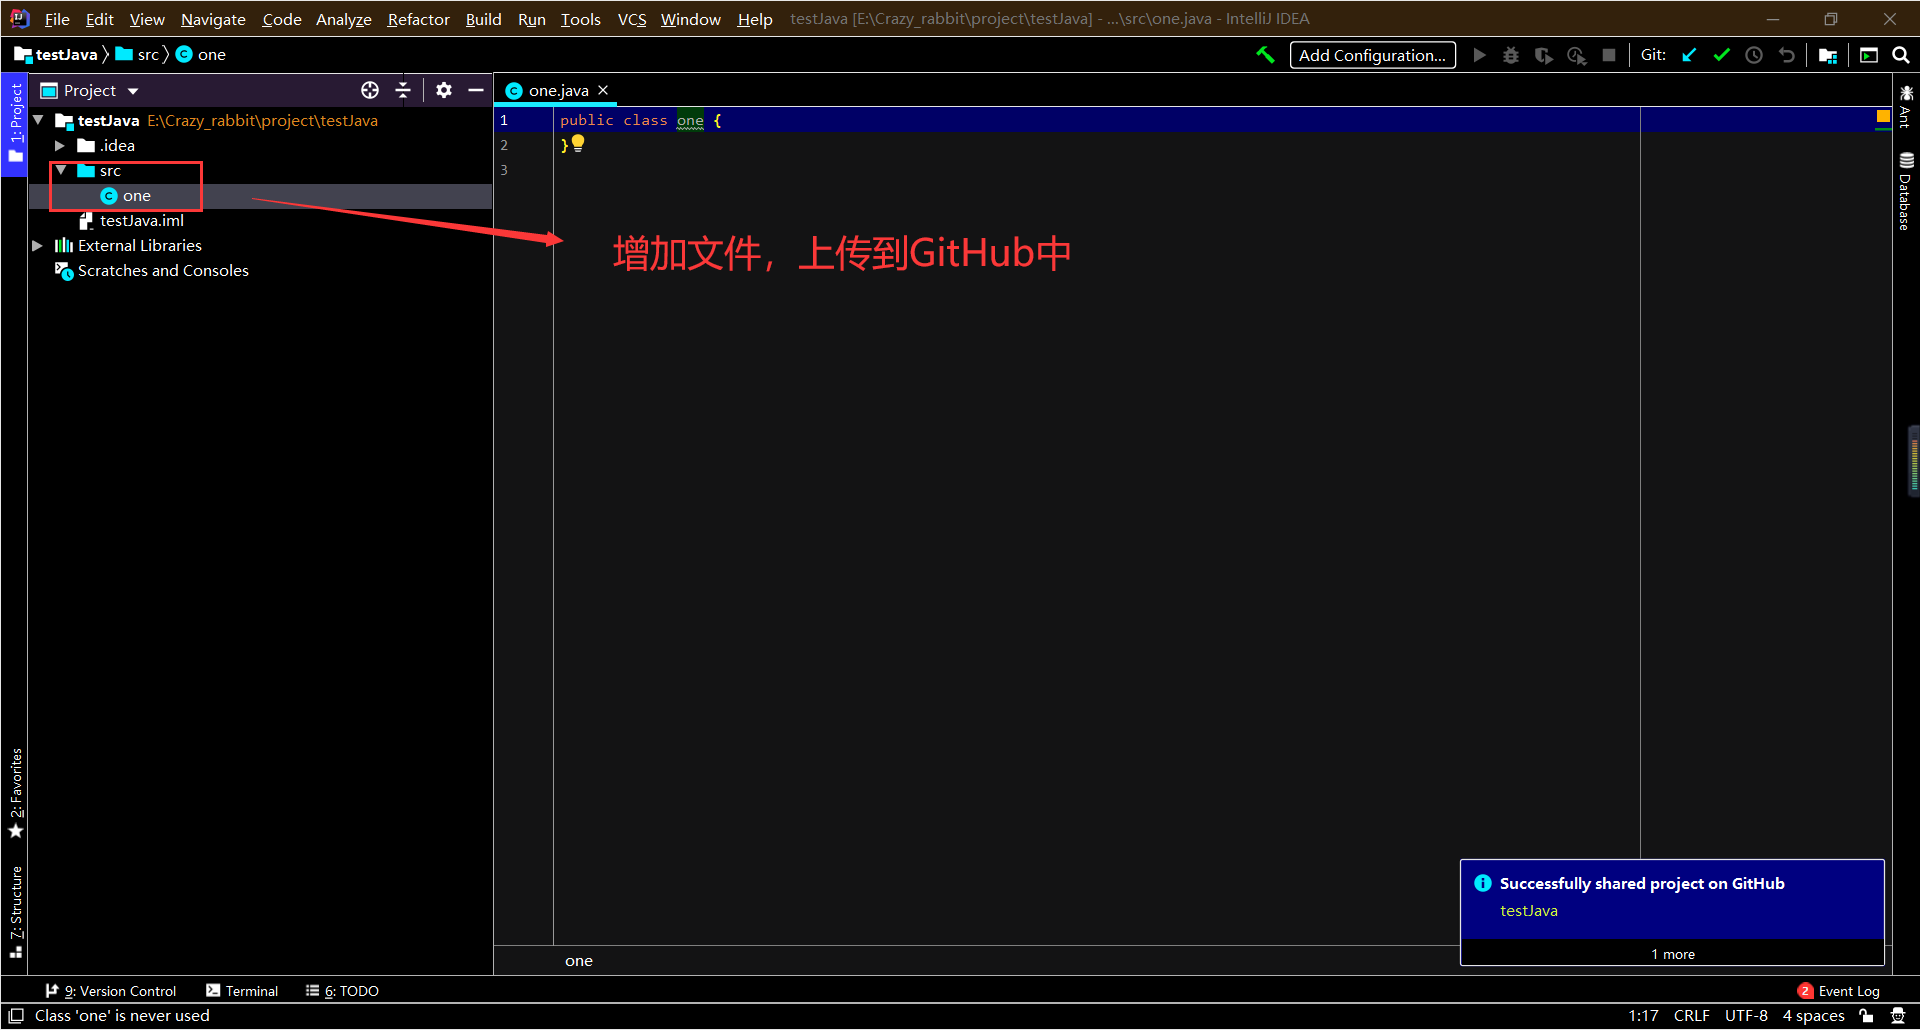 File Edit View Navigate Code Analyze Refactor Build Run Tools VCS Window Help testJava [E:\Crazy_rabbit\project\testJava] - ...\src\one.java - IntelliJ IDEA
testJava src one Add Configuration... Git:
1: Project
Project
one.java
testJava E:\Crazy_rabbit\project\testJava
.idea
src
one
testJava.iml
External Libraries
Scratches and Consoles
1 public class one {
2 }
3
增加文件，上传到GitHub中
Ant
Database
2: Favorites
7: Structure
Successfully shared project on GitHub
testJava
1 more
one
9: Version Control Terminal 6: TODO 2 Event Log
Class 'one' is never used 1:17 CRLF UTF-8 4 spaces